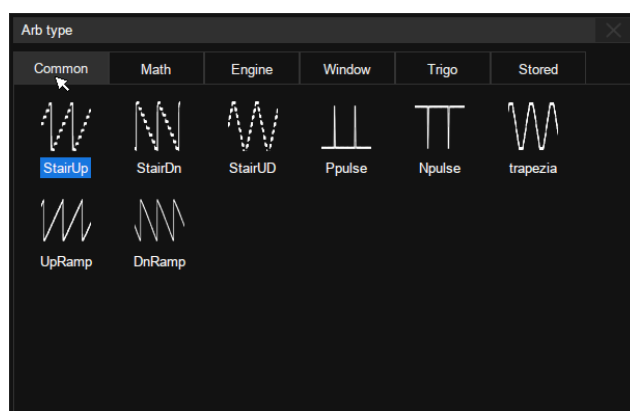 Arb type
Common Math Engine Window Trigo Stored
StairUp StairDn StairUD Ppulse Npulse trapezia
UpRamp DnRamp